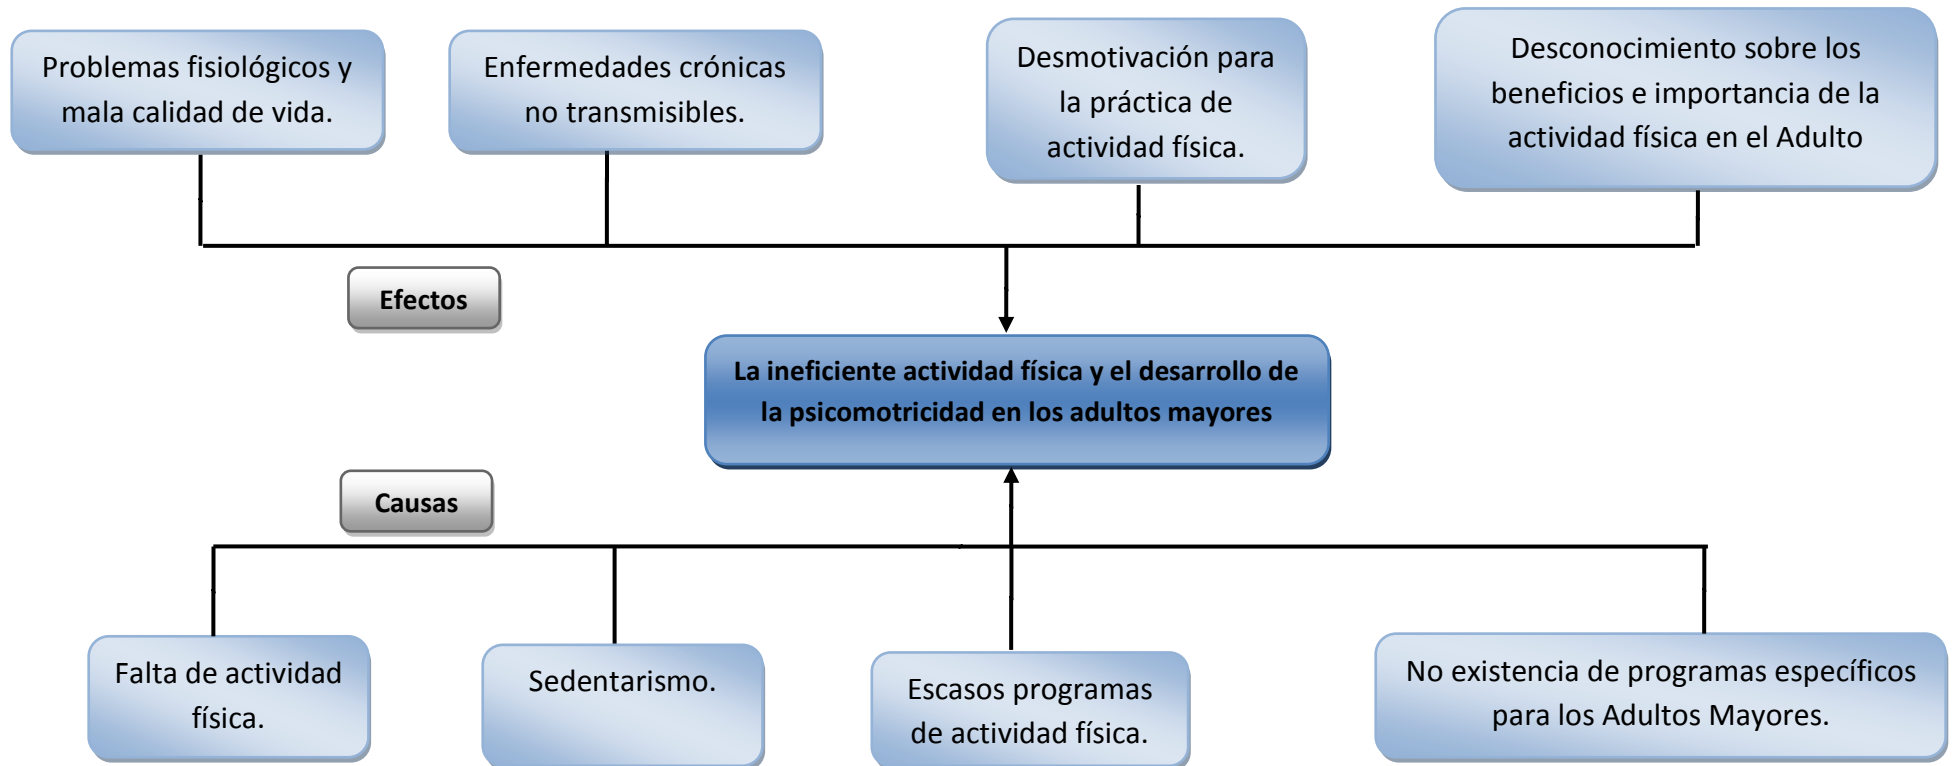 Problemas fisiológicos y
mala calidad de vida.
Enfermedades crónicas
no transmisibles.
Desmotivación para
la práctica de
actividad física.
Desconocimiento sobre los
beneficios e importancia de la
actividad física en el Adulto
Efectos
La ineficiente actividad física y el desarrollo de
la psicomotricidad en los adultos mayores
Causas
Falta de actividad
física.
Sedentarismo.
Escasos programas
de actividad física.
No existencia de programas específicos
para los Adultos Mayores.